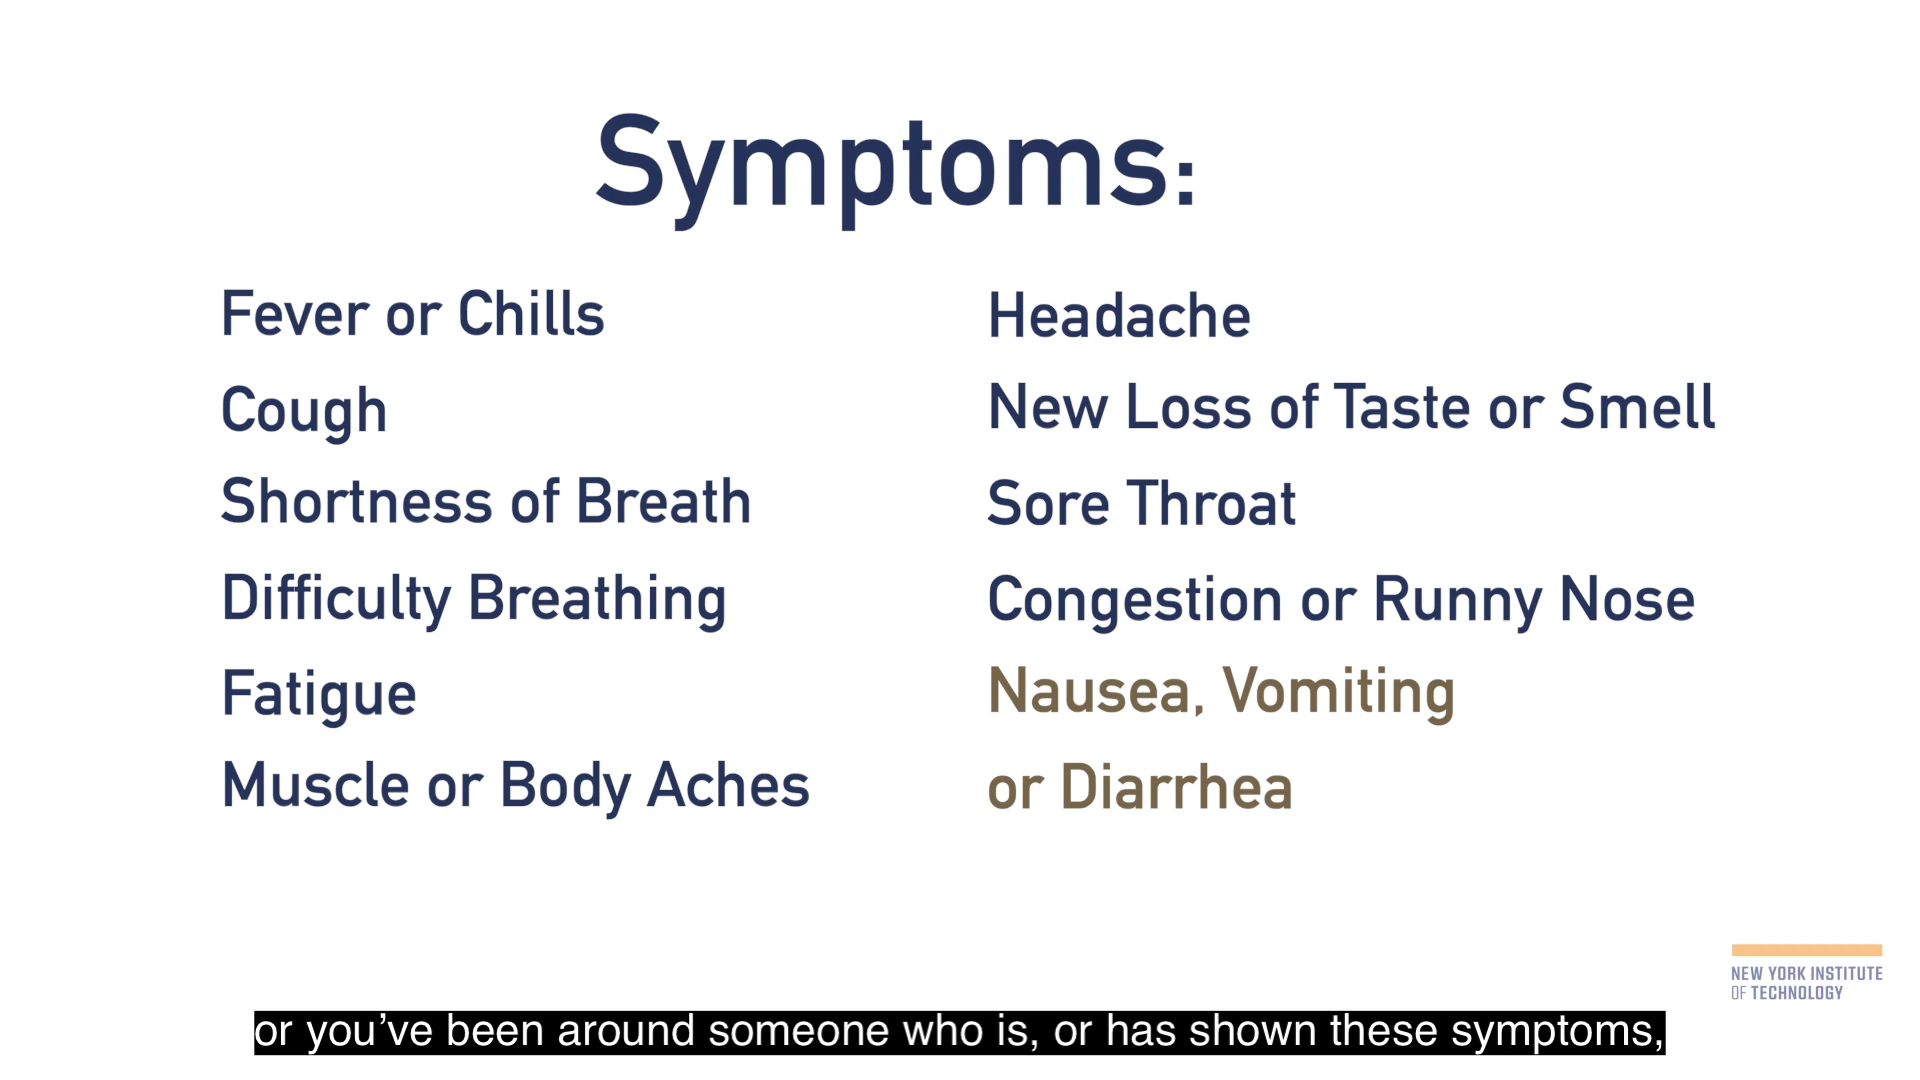 Symptoms:
Fever or Chills
Cough
Shortness of Breath
Difficulty Breathing
Fatigue
Muscle or Body Aches
Headache
New Loss of Taste or Smell
Sore Throat
Congestion or Runny Nose
Nausea, Vomiting
or Diarrhea
NEW YORK INSTITUTE
OF TECHNOLOGY
or you’ve been around someone who is, or has shown these symptoms,